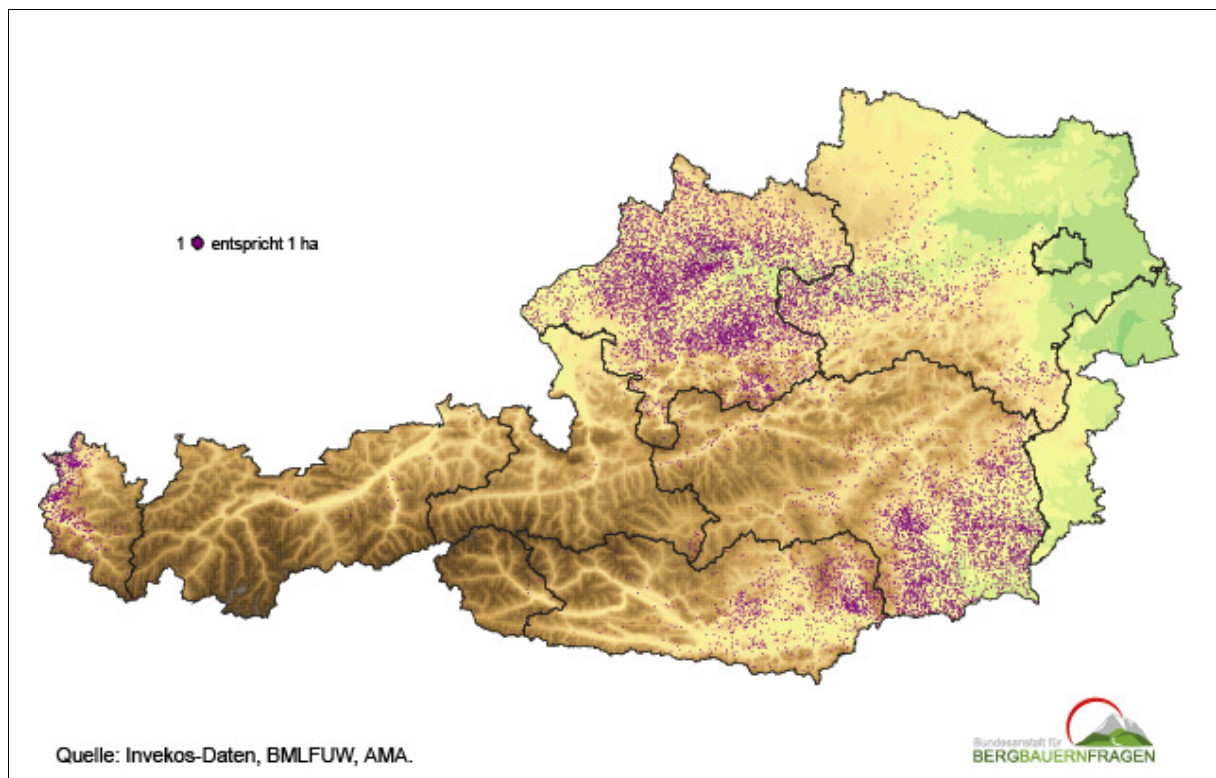 1 entspricht 1 ha
Quelle: Invekos-Daten, BMLFUW, AMA.
Bundesanstalt für
BERGBAUERNFRAGEN